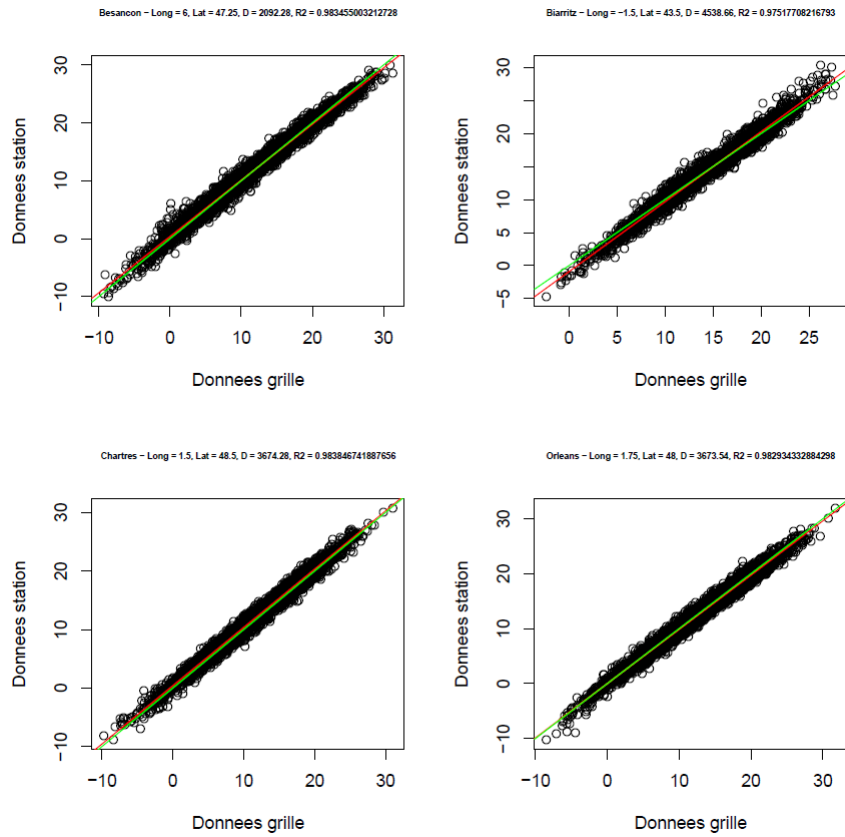 Besancon − Long = 6, Lat = 47.25, D = 2092.28, R2 = 0.983455003212728
30
20
10
0
−10
Donnees station
−10 0 10 20 30
Donnees grille
Biarritz − Long = −1.5, Lat = 43.5, D = 4538.66, R2 = 0.97517708216793
30
20
10
5
0
−5
Donnees station
0 5 10 15 20 25
Donnees grille
Chartres − Long = 1.5, Lat = 48.5, D = 3674.28, R2 = 0.983846741887656
30
20
10
0
−10
Donnees station
−10 0 10 20 30
Donnees grille
Orleans − Long = 1.75, Lat = 48, D = 3673.54, R2 = 0.982934332884298
30
20
10
0
−10
Donnees station
−10 0 10 20 30
Donnees grille